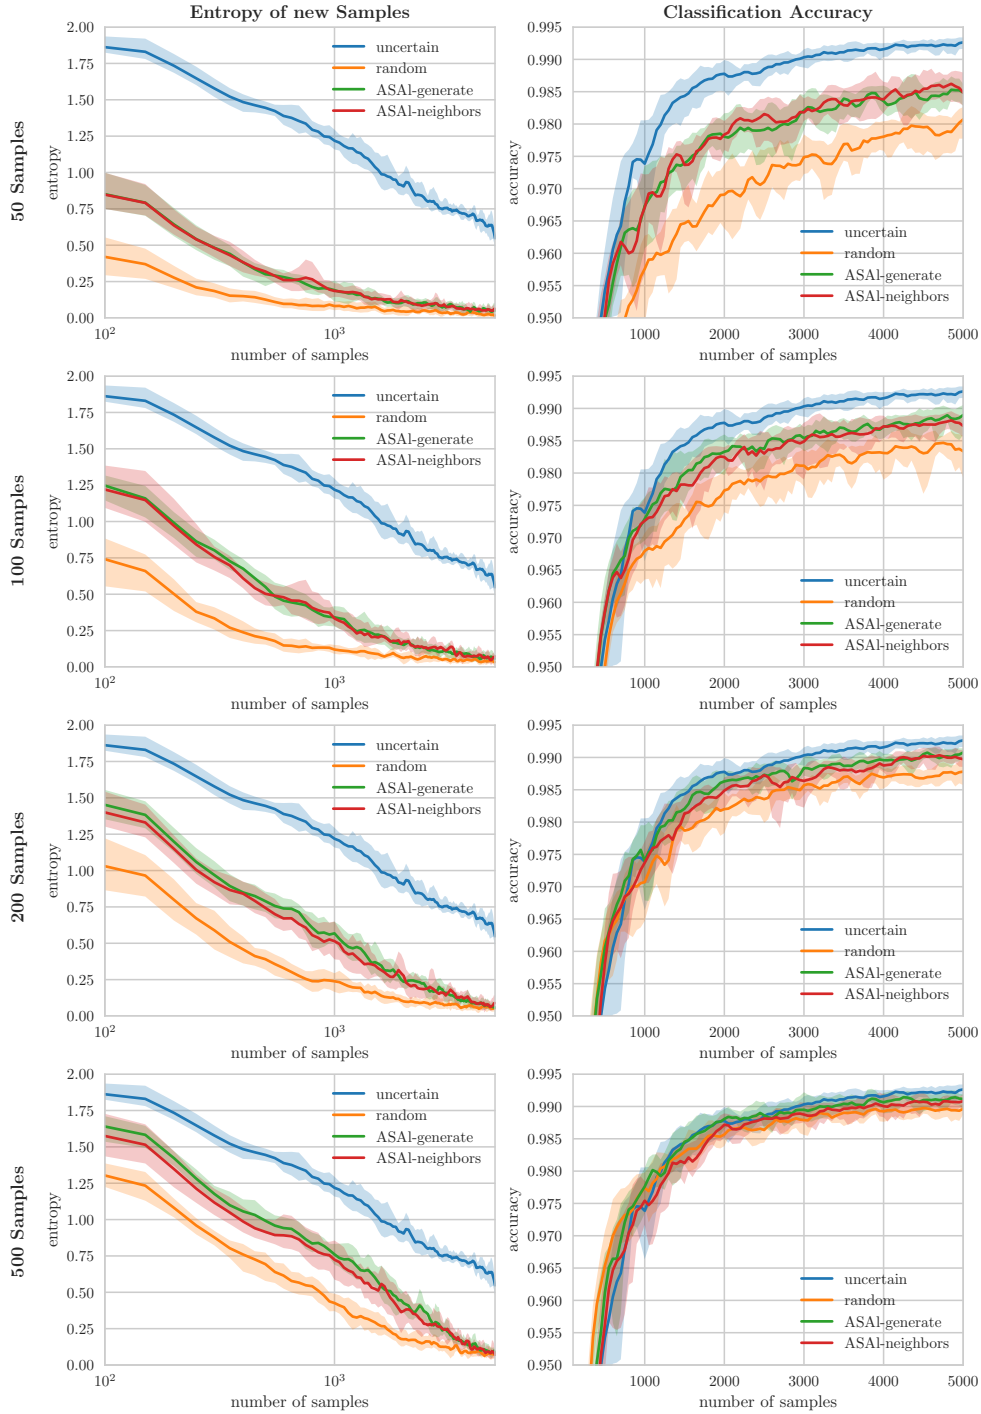 Entropy of new Samples
Classification Accuracy
50 Samples
entropy
2.00
1.75
1.50
1.25
1.00
0.75
0.50
0.25
0.00
10²
10³
number of samples
uncertain
random
ASAl-generate
ASAl-neighbors
accuracy
0.995
0.990
0.985
0.980
0.975
0.970
0.965
0.960
0.955
0.950
1000
2000
3000
4000
5000
number of samples
uncertain
random
ASAl-generate
ASAl-neighbors
100 Samples
entropy
2.00
1.75
1.50
1.25
1.00
0.75
0.50
0.25
0.00
10²
10³
number of samples
uncertain
random
ASAl-generate
ASAl-neighbors
accuracy
0.995
0.990
0.985
0.980
0.975
0.970
0.965
0.960
0.955
0.950
1000
2000
3000
4000
5000
number of samples
uncertain
random
ASAl-generate
ASAl-neighbors
200 Samples
entropy
2.00
1.75
1.50
1.25
1.00
0.75
0.50
0.25
0.00
10²
10³
number of samples
uncertain
random
ASAl-generate
ASAl-neighbors
accuracy
0.995
0.990
0.985
0.980
0.975
0.970
0.965
0.960
0.955
0.950
1000
2000
3000
4000
5000
number of samples
uncertain
random
ASAl-generate
ASAl-neighbors
500 Samples
entropy
2.00
1.75
1.50
1.25
1.00
0.75
0.50
0.25
0.00
10²
10³
number of samples
uncertain
random
ASAl-generate
ASAl-neighbors
accuracy
0.995
0.990
0.985
0.980
0.975
0.970
0.965
0.960
0.955
0.950
1000
2000
3000
4000
5000
number of samples
uncertain
random
ASAl-generate
ASAl-neighbors